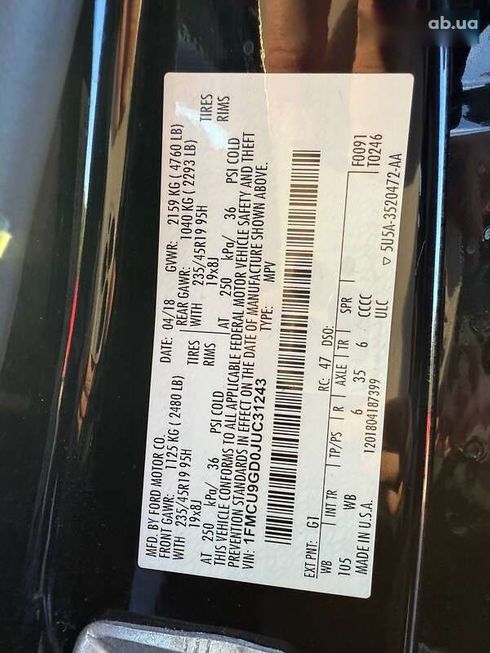 ab.ua
MFD. BY FORD MOTOR CO.
DATE: 04/18 GVWR: 2159 KG ( 4760 LB)
FRONT GAWR: 1125 KG ( 2480 LB) REAR GAWR: 1040 KG ( 2293 LB)
WITH 235/45R19 95H TIRES WITH 235/45R19 95H TIRES
19x8J RIMS 19x8J RIMS
AT 250 kPa/ 36 PSI COLD AT 250 kPa/ 36 PSI COLD
THIS VEHICLE CONFORMS TO ALL APPLICABLE FEDERAL MOTOR VEHICLE SAFETY AND THEFT
PREVENTION STANDARDS IN EFFECT ON THE DATE OF MANUFACTURE SHOWN ABOVE.
VIN: 1FMCU9GD0JUC31243 TYPE: MPV
EXT PNT: G1 RC: 47 DSO: F0091
T0246
WB INT TR TP/PS R AXLE TR SPR
105 WB 6 35 6 CCCC
ULC
MADE IN U.S.A. 1201804187399 5U5A-3520472-AA